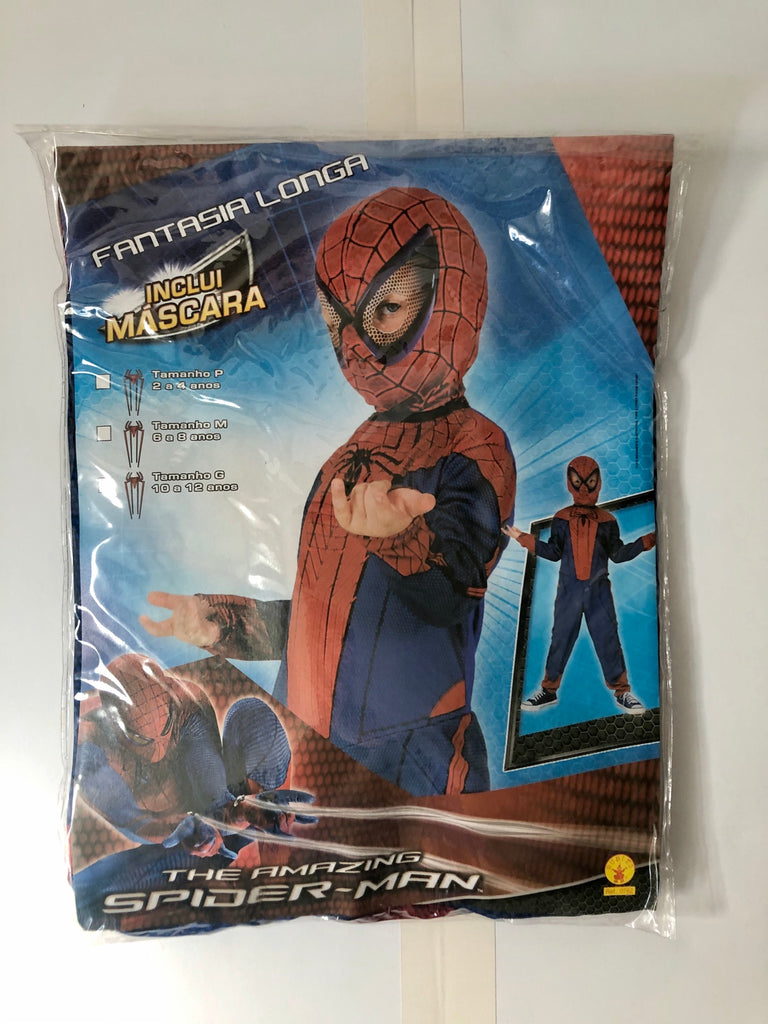 FANTASIA LONGA
INCLUI
MÁSCARA
Tamanho P
2 a 4 anos
Tamanho M
6 a 8 anos
Tamanho G
10 a 12 anos
THE AMAZING
SPIDER-MAN™